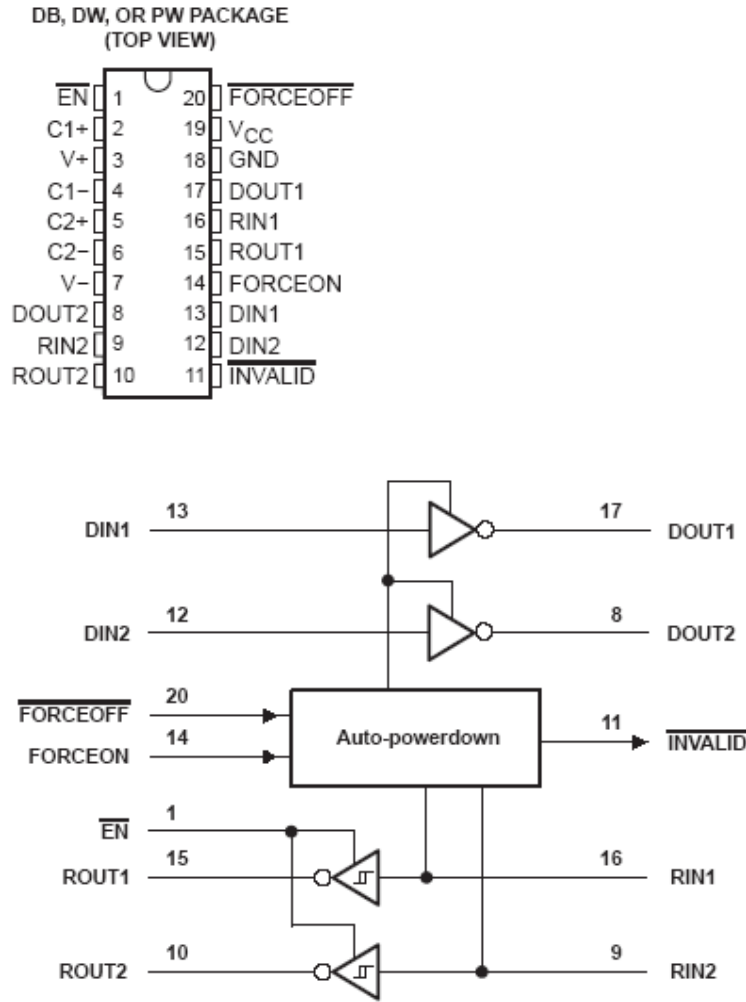 DB, DW, OR PW PACKAGE
(TOP VIEW)
EN 1 20 FORCEOFF
C1+ 2 19 VCC
V+ 3 18 GND
C1− 4 17 DOUT1
C2+ 5 16 RIN1
C2− 6 15 ROUT1
V− 7 14 FORCEON
DOUT2 8 13 DIN1
RIN2 9 12 DIN2
ROUT2 10 11 INVALID
DIN1 13 17 DOUT1
DIN2 12 8 DOUT2
FORCEOFF 20
Auto-powerdown
11 INVALID
FORCEON 14
EN 1
ROUT1 15 16 RIN1
ROUT2 10 9 RIN2